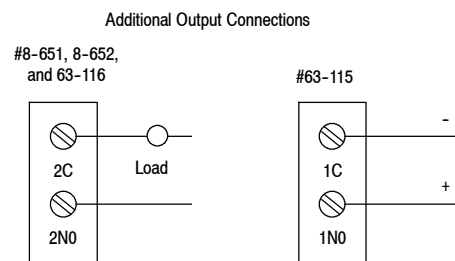 Additional Output Connections
#8-651, 8-652,
and 63-116
2C
Load
2N0
#63-115
-
1C
+
1N0